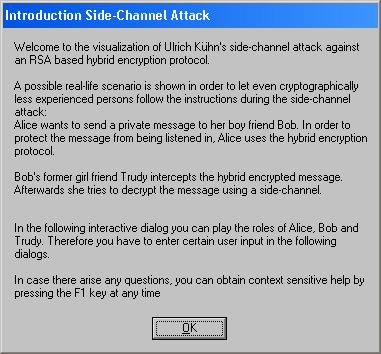 Introduction Side-Channel Attack
Welcome to the visualization of Ulrich Kühn's side-channel attack against
an RSA based hybrid encryption protocol.
A possible real-life scenario is shown in order to let even cryptographically
less experienced persons follow the instructions during the side-channel
attack:
Alice wants to send a private message to her boy friend Bob. In order to
protect the message from being listened in, Alice uses the hybrid encryption
protocol.
Bob's former girl friend Trudy intercepts the hybrid encrypted message.
Afterwards she tries to decrypt the message using a side-channel.
In the following interactive dialog you can play the roles of Alice, Bob and
Trudy. Therefore you have to enter certain user input in the following
dialogs.
In case there arise any questions, you can obtain context sensitive help by
pressing the F1 key at any time
OK